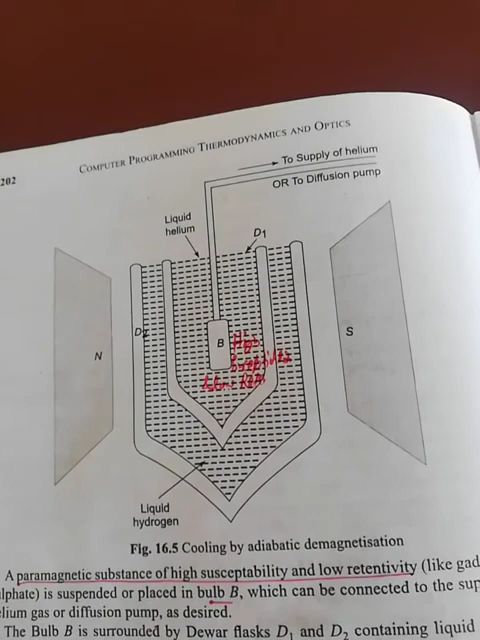 202
COMPUTER PROGRAMMING THERMODYNAMICS AND OPTICS
To Supply of helium
OR To Diffusion pump
Liquid
helium
D1
D2
N
S
B
High
Liquid
hydrogen
Fig. 16.5 Cooling by adiabatic demagnetisation
A paramagnetic substance of high susceptability and low retentivity (like gad
ulphate) is suspended or placed in bulb B, which can be connected to the sup
elium gas or diffusion pump, as desired.
The Bulb B is surrounded by Dewar flasks D1 and D2, containing liquid